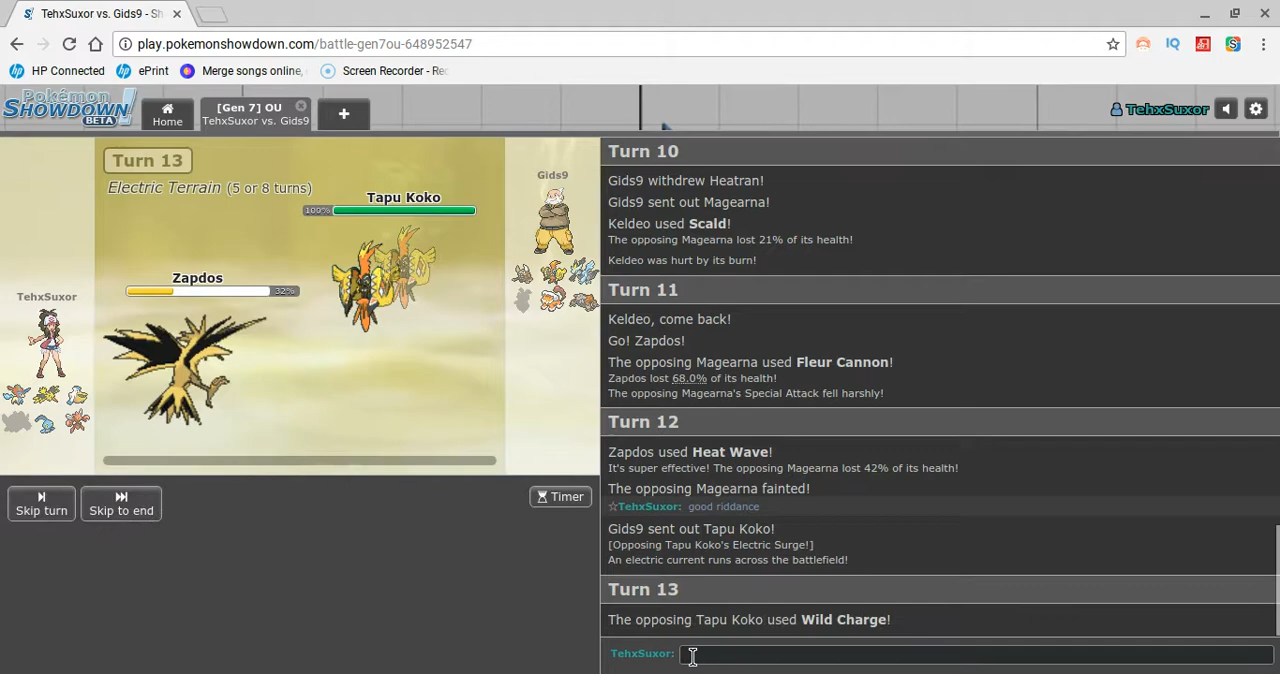 TehxSuxor vs. Gids9 - Sh
play.pokemonshowdown.com/battle-gen7ou-648952547
HP Connected
ePrint
Merge songs online,
Screen Recorder - Rec
Pokémon
SHOWDOWN!
BETA
Home
[Gen 7] OU
TehxSuxor vs. Gids9
+
TehxSuxor
Turn 13
Electric Terrain (5 or 8 turns)
Tapu Koko
100%
Zapdos
32%
TehxSuxor
Gids9
Skip turn
Skip to end
Timer
Turn 10
Gids9 withdrew Heatran!
Gids9 sent out Magearna!
Keldeo used Scald!
The opposing Magearna lost 21% of its health!
Keldeo was hurt by its burn!
Turn 11
Keldeo, come back!
Go! Zapdos!
The opposing Magearna used Fleur Cannon!
Zapdos lost 68.0% of its health!
The opposing Magearna's Special Attack fell harshly!
Turn 12
Zapdos used Heat Wave!
It's super effective! The opposing Magearna lost 42% of its health!
The opposing Magearna fainted!
☆TehxSuxor: good riddance
Gids9 sent out Tapu Koko!
[Opposing Tapu Koko's Electric Surge!]
An electric current runs across the battlefield!
Turn 13
The opposing Tapu Koko used Wild Charge!
TehxSuxor: